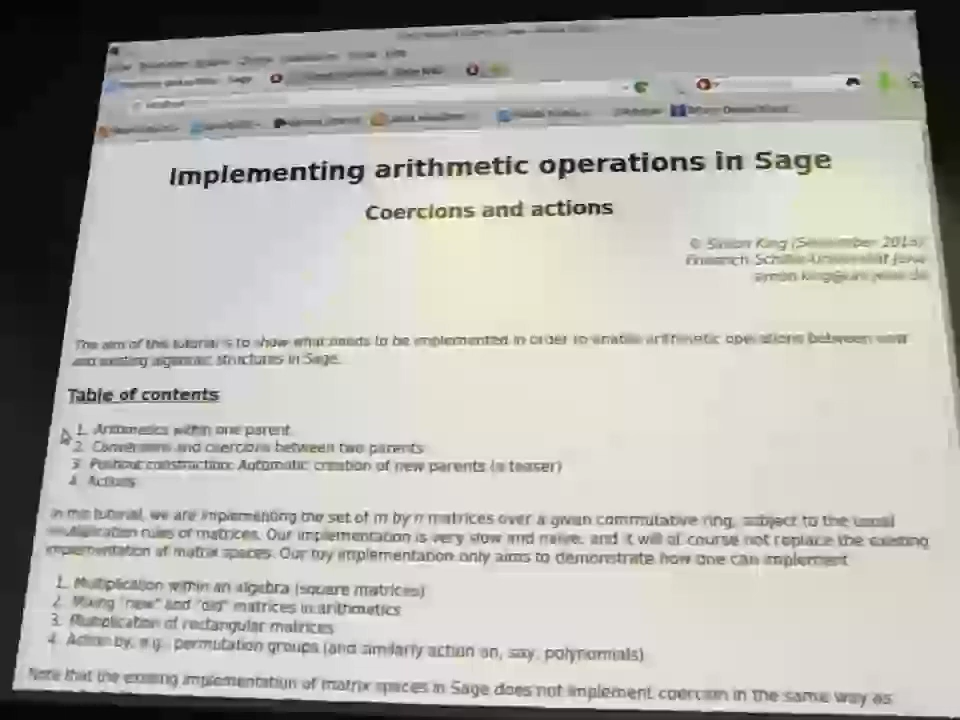 Implementing arithmetic operations in Sage
Coercions and actions
© Simon King (September 2013)
Friedrich-Schiller-Universität Jena
The aim of this tutorial is to show what needs to be implemented in order to enable arithmetic operations between new
and existing algebraic structures in Sage.
Table of contents
1. Arithmetics within one parent
2. Conversions and coercions between two parents
3. Pushout construction: Automatic creation of new parents (a teaser)
4. Actions
In this tutorial, we are implementing the set of m by n matrices over a given commutative ring, subject to the usual
multiplication rules of matrices. Our implementation is very slow and naive, and it will of course not replace the existing
implementation of matrix spaces. Our toy implementation only aims to demonstrate how one can implement
1. Multiplication within an algebra (square matrices)
2. Mixing "new" and "old" matrices in arithmetics
3. Multiplication of rectangular matrices
4. Action by, e.g., permutation groups (and similarly action on, say, polynomials)
Note that the existing implementation of matrix spaces in Sage does not implement coercion in the same way as